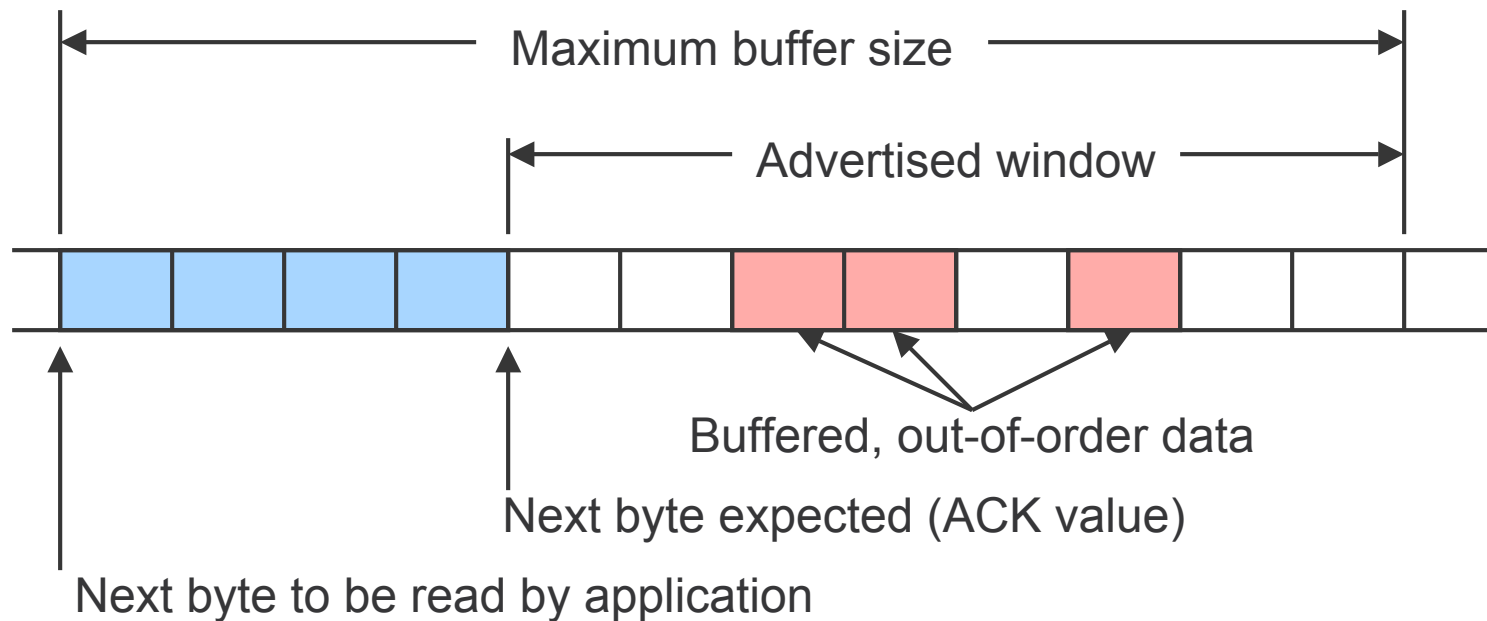 Maximum buffer size
Advertised window
Buffered, out-of-order data
Next byte expected (ACK value)
Next byte to be read by application